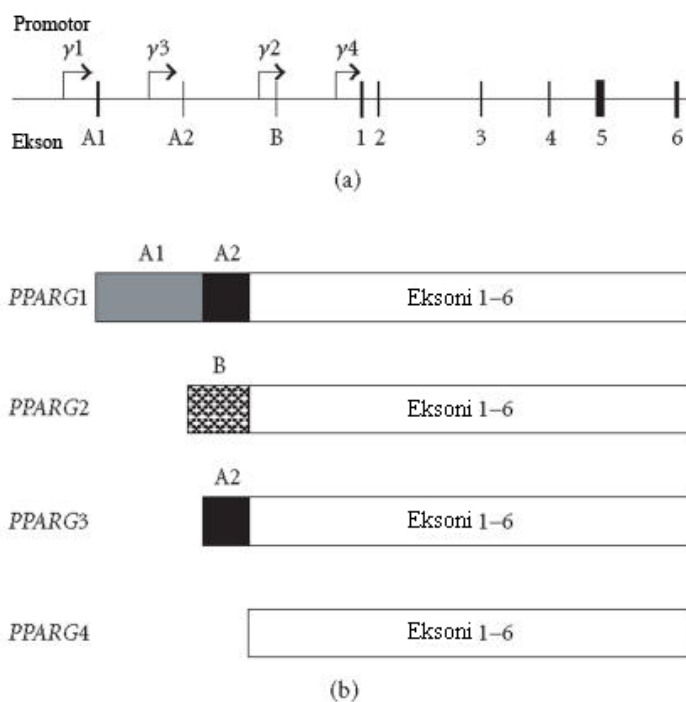 Promotor
γ1 γ3 γ2 γ4
Ekson A1 A2 B 1 2 3 4 5 6
(a)
A1 A2
PPARG1 Eksoni 1–6
B
PPARG2 Eksoni 1–6
A2
PPARG3 Eksoni 1–6
PPARG4 Eksoni 1–6
(b)